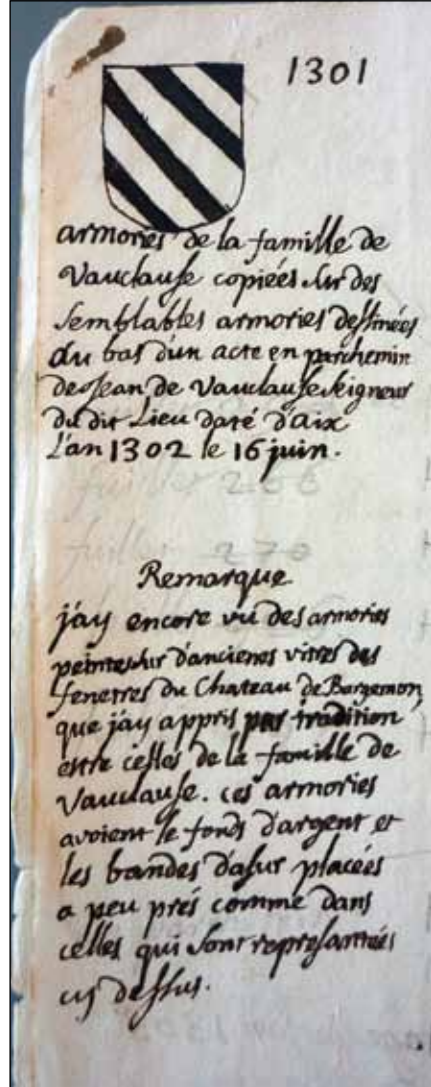 1301
armories de la famille de
Vauclause copiées sur des
semblables armories dessinées
au bas d'un acte en parchemin
de Jean de Vauclause seigneur
du dit Lieu daté d'aix
L'an 1302 le 16 juin.
Remarque
j'ay encore vu des armories
peintes sur d'ancienes vitres des
fenetres du Chateau de Bargemon,
que j'ay appris par tradition
estre celles de la famille de
Vauclause. ces armories
avoient le fonds d'argent et
les bandes d'asur placées
a peu prés comme dans
celles qui sont represantées
cy dessus.